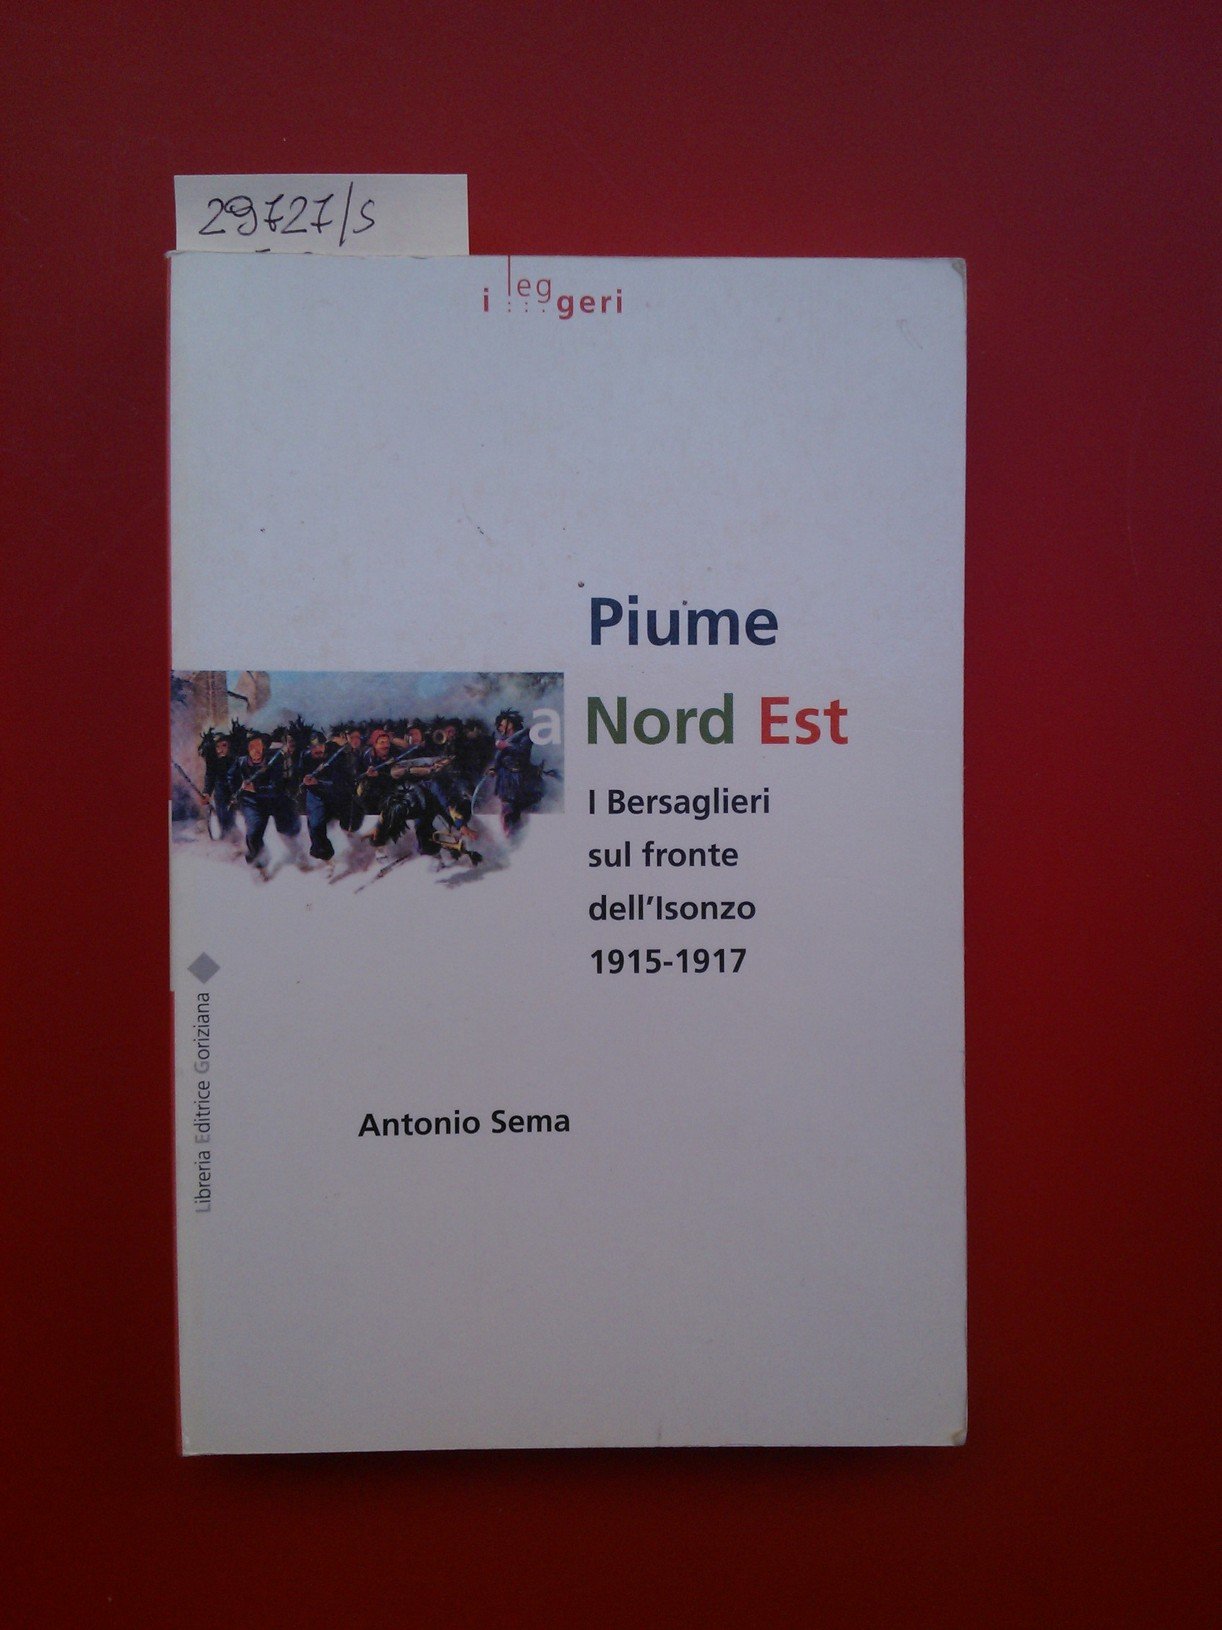 29727/s
i leggeri
Piume
a Nord Est
I Bersaglieri
sul fronte
dell'Isonzo
1915-1917
Antonio Sema
Libreria Editrice Goriziana